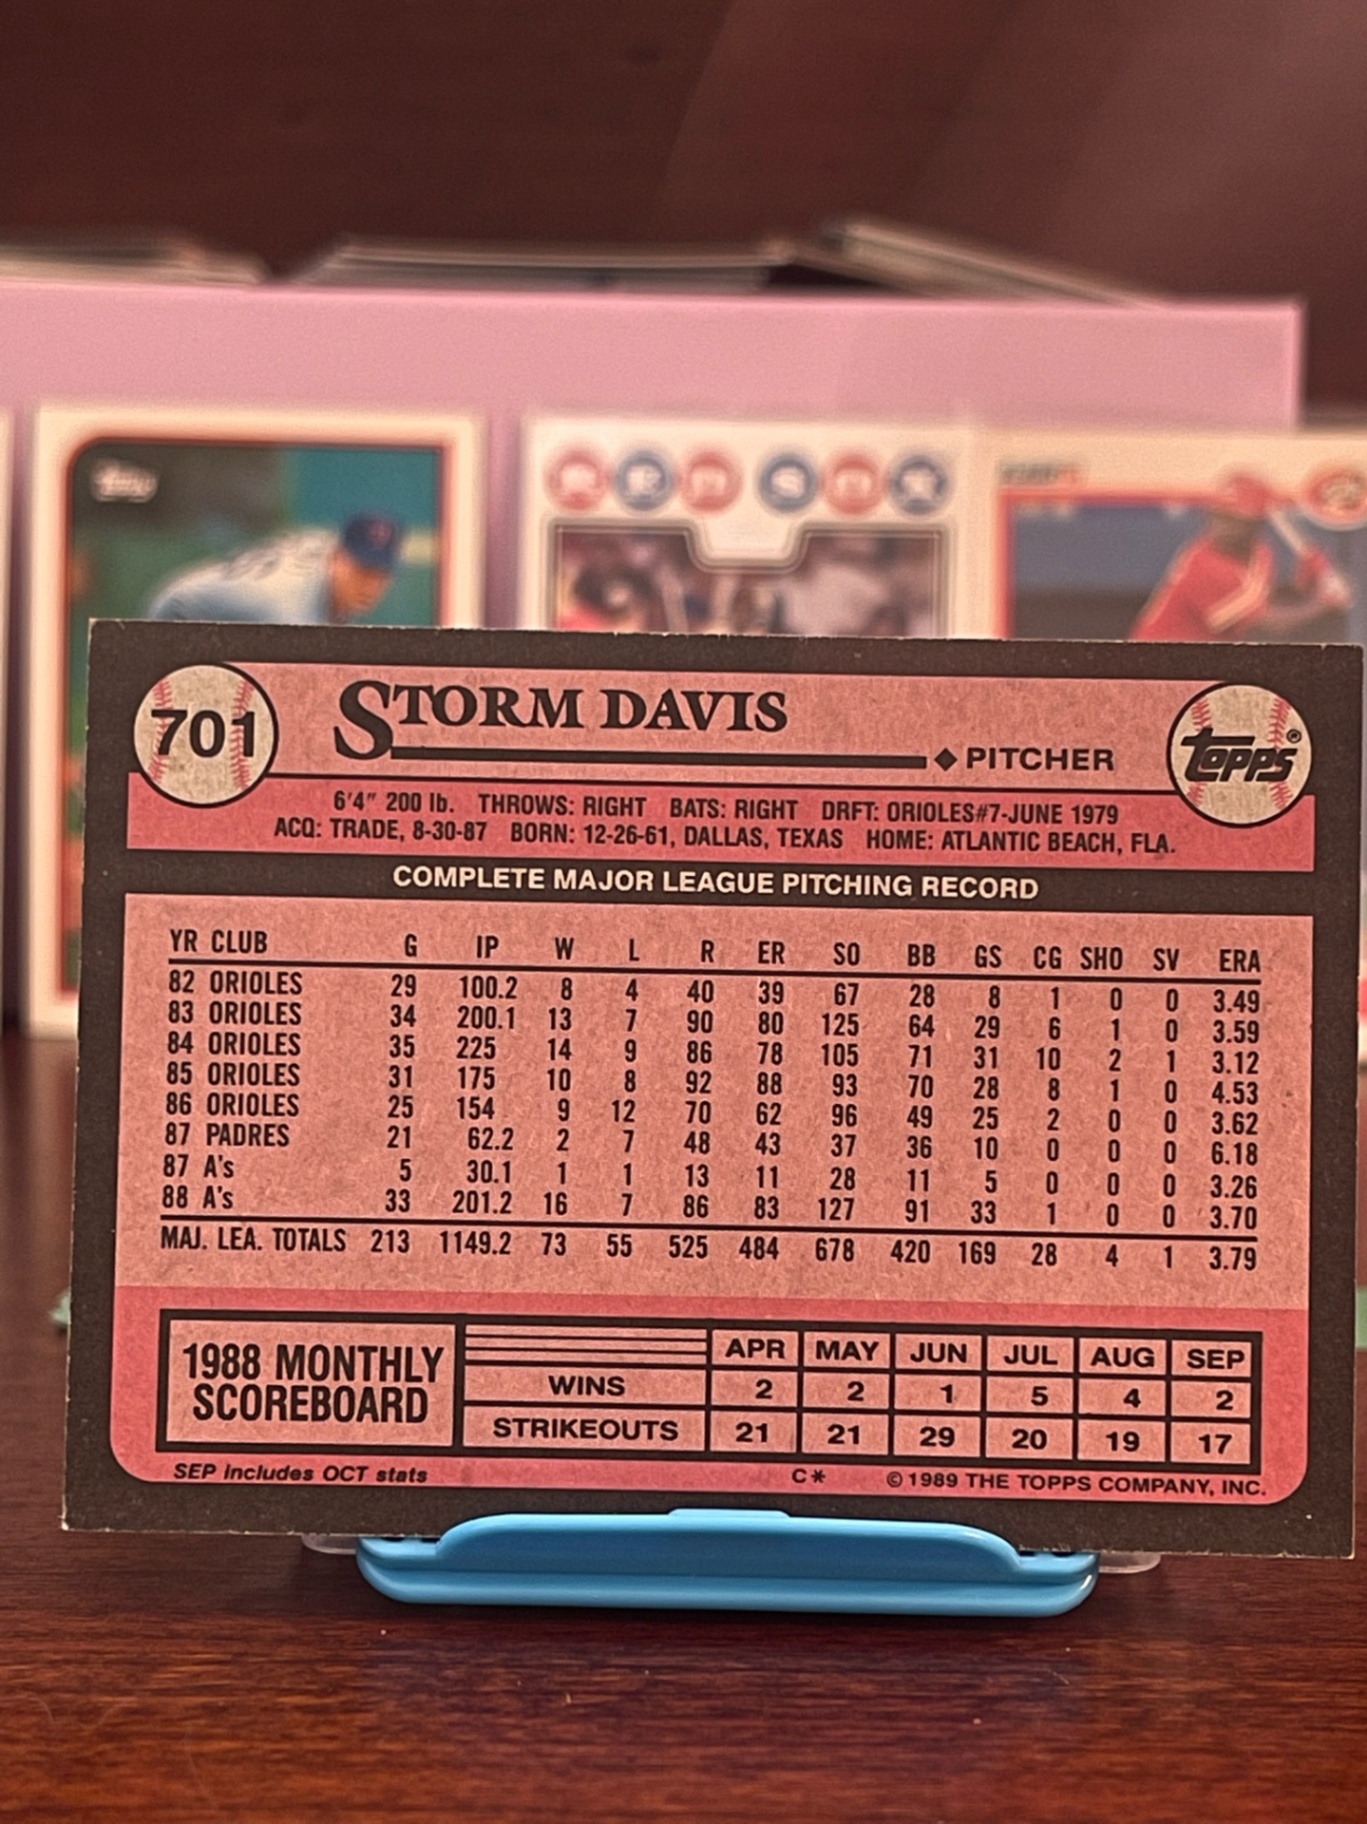 Topps
RED SOX
701
STORM DAVIS
◆ PITCHER
TOPPS®
6'4" 200 lb. THROWS: RIGHT BATS: RIGHT DRFT: ORIOLES#7-JUNE 1979
ACQ: TRADE, 8-30-87 BORN: 12-26-61, DALLAS, TEXAS HOME: ATLANTIC BEACH, FLA.
COMPLETE MAJOR LEAGUE PITCHING RECORD
YR CLUB G IP W L R ER SO BB GS CG SHO SV ERA
82 ORIOLES 29 100.2 8 4 40 39 67 28 8 1 0 0 3.49
83 ORIOLES 34 200.1 13 7 90 80 125 64 29 6 1 0 3.59
84 ORIOLES 35 225 14 9 86 78 105 71 31 10 2 1 3.12
85 ORIOLES 31 175 10 8 92 88 93 70 28 8 1 0 4.53
86 ORIOLES 25 154 9 12 70 62 96 49 25 2 0 0 3.62
87 PADRES 21 62.2 2 7 48 43 37 36 10 0 0 0 6.18
87 A's 5 30.1 1 1 13 11 28 11 5 0 0 0 3.26
88 A's 33 201.2 16 7 86 83 127 91 33 1 0 0 3.70
MAJ. LEA. TOTALS 213 1149.2 73 55 525 484 678 420 169 28 4 1 3.79
1988 MONTHLY
SCOREBOARD
APR MAY JUN JUL AUG SEP
WINS 2 2 1 5 4 2
STRIKEOUTS 21 21 29 20 19 17
SEP includes OCT stats C* © 1989 THE TOPPS COMPANY, INC.